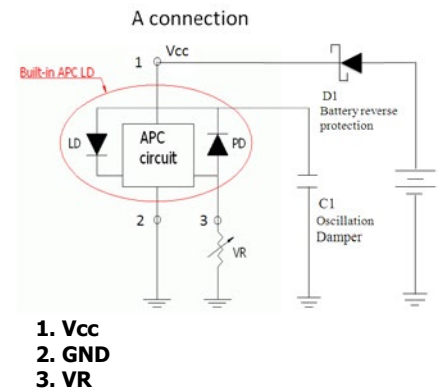 A connection
Vcc
1
Built-in APC LD
D1
Battery reverse
protection
LD
APC
circuit
PD
C1
Oscillation
Damper
2
3
VR
1. Vcc
2. GND
3. VR